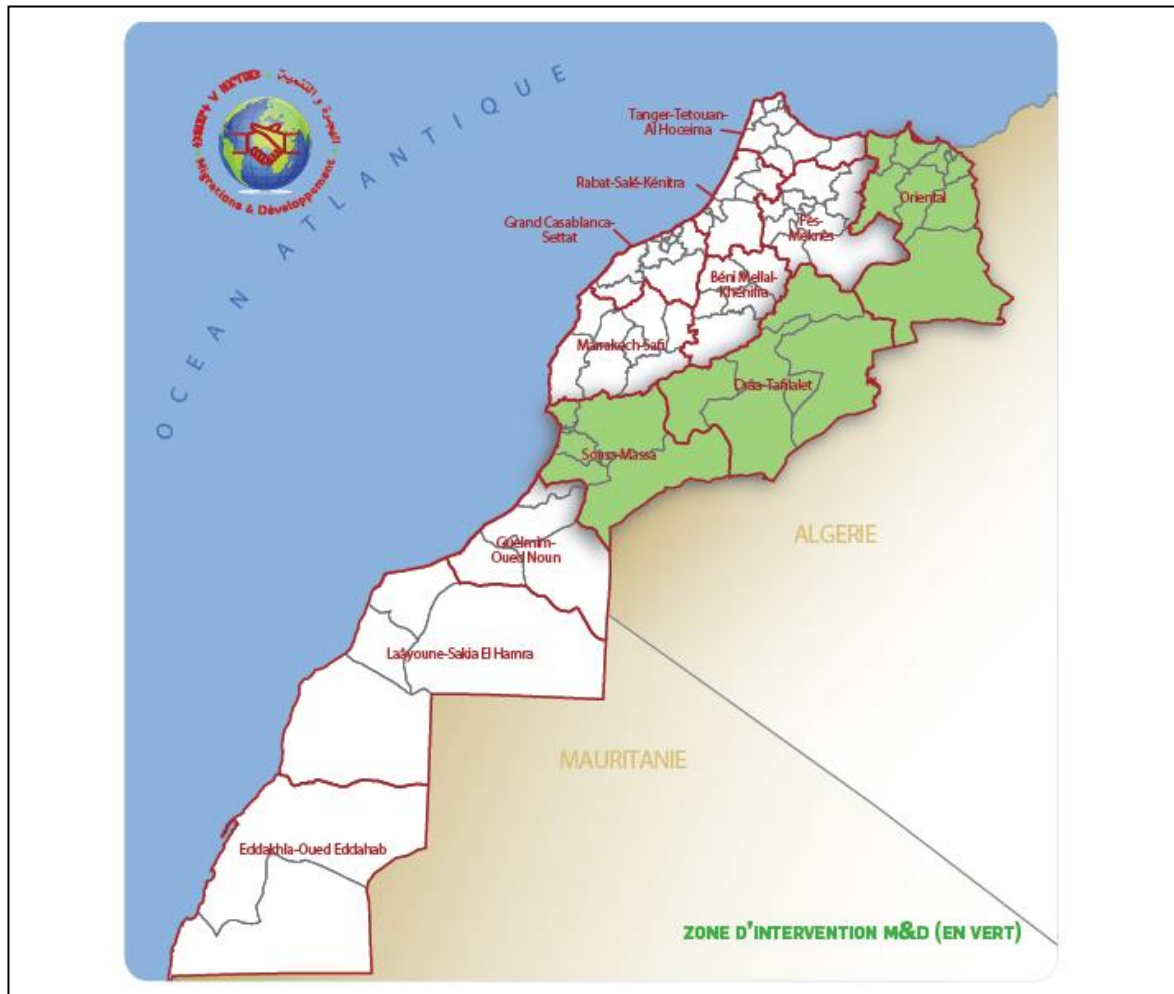 الهجرة و التنمية
Migrations & Développement
OCEAN ATLANTIQUE
Tanger-Tetouan-
Al Hoceima
Rabat-Salé-Kénitra
Oriental
Grand Casablanca-
Settat
Fès-
Meknès
Béni Mellal-
Khénifra
Marrakech-Safi
Drâa-Tafilalet
Souss-Massa
Guelmim-
Oued Noun
ALGERIE
Laâyoune-Sakia El Hamra
MAURITANIE
Eddakhla-Oued Eddahab
ZONE D'INTERVENTION M&D (EN VERT)